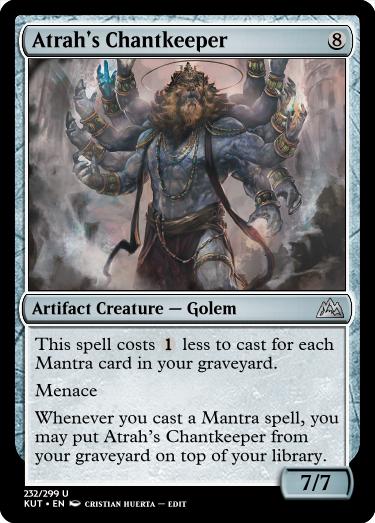 Atrah's Chantkeeper 8
Artifact Creature — Golem
This spell costs 1 less to cast for each
Mantra card in your graveyard.
Menace
Whenever you cast a Mantra spell, you
may put Atrah's Chantkeeper from
your graveyard on top of your library.
7/7
232/299 U
KUT • EN CRISTIAN HUERTA — EDIT